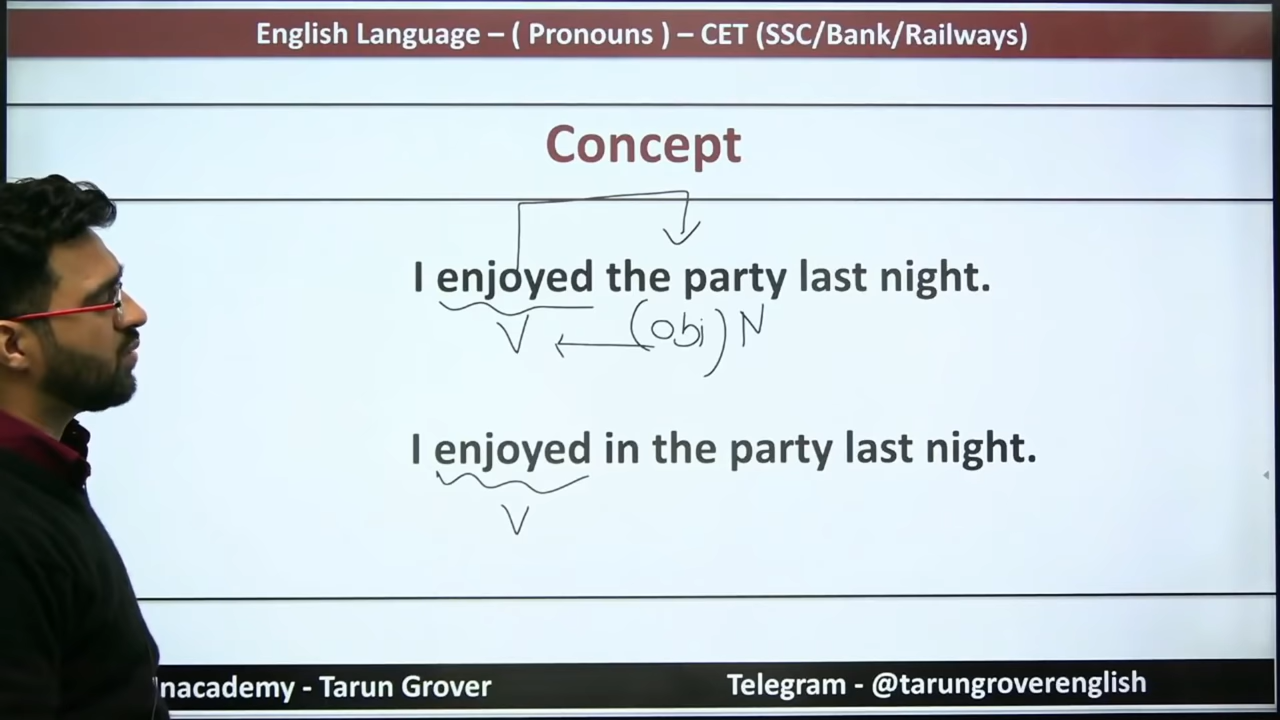 English Language – ( Pronouns ) – CET (SSC/Bank/Railways)
Concept
I enjoyed the party last night.
V (obj) N
I enjoyed in the party last night.
V
nacademy - Tarun Grover
Telegram - @tarungroverenglish